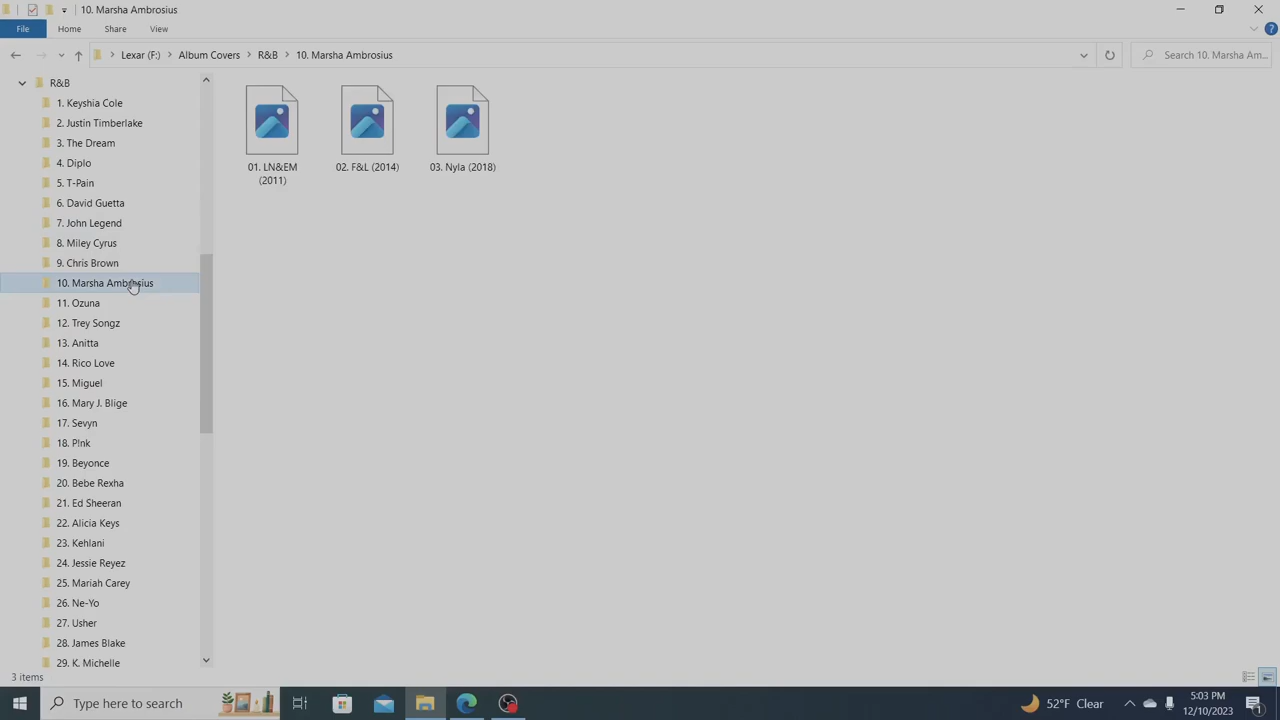 10. Marsha Ambrosius
File Home Share View
Lexar (F:) Album Covers R&B 10. Marsha Ambrosius
Search 10. Marsha Am...
R&B
1. Keyshia Cole
2. Justin Timberlake
3. The Dream
4. Diplo
5. T-Pain
6. David Guetta
7. John Legend
8. Miley Cyrus
9. Chris Brown
10. Marsha Ambrosius
11. Ozuna
12. Trey Songz
13. Anitta
14. Rico Love
15. Miguel
16. Mary J. Blige
17. Sevyn
18. P!nk
19. Beyonce
20. Bebe Rexha
21. Ed Sheeran
22. Alicia Keys
23. Kehlani
24. Jessie Reyez
25. Mariah Carey
26. Ne-Yo
27. Usher
28. James Blake
29. K. Michelle
01. LN&EM
(2011)
02. F&L (2014)
03. Nyla (2018)
3 items
Type here to search
52°F Clear
5:03 PM
12/10/2023
1